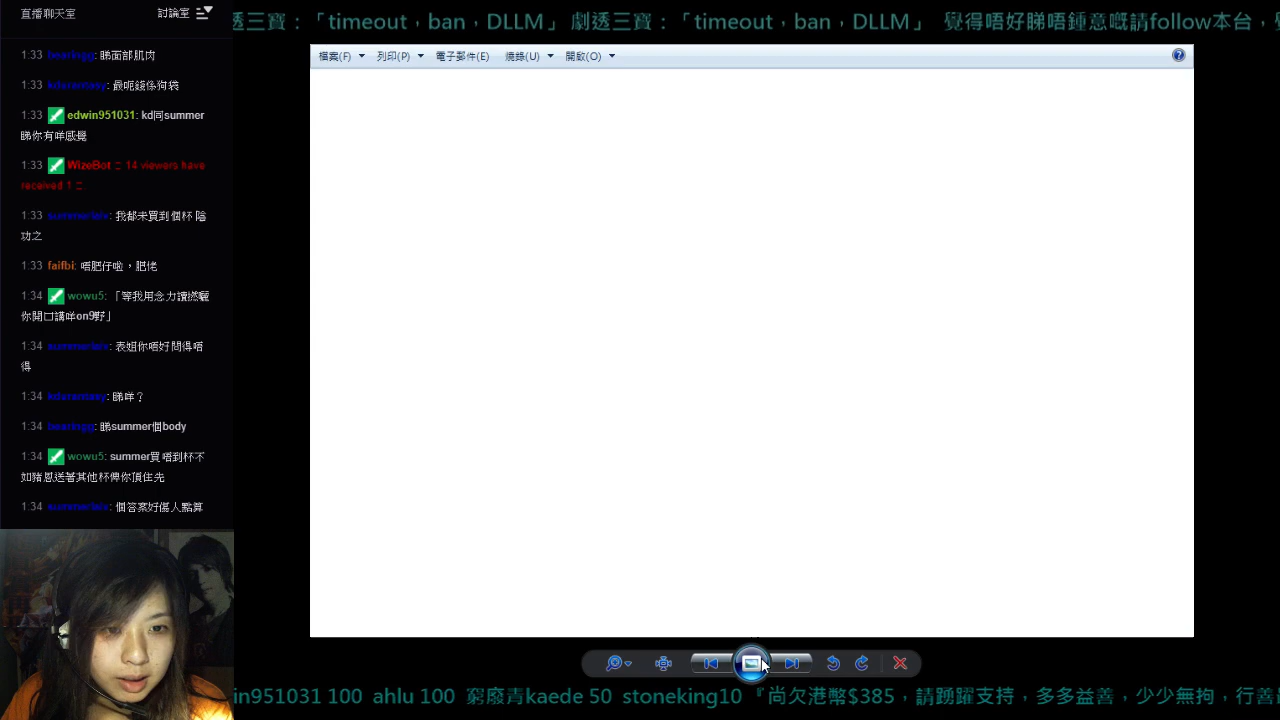 直播聊天室 討論室
透三寶：「timeout，ban，DLLM」 劇透三寶：「timeout，ban，DLLM」 覺得唔好睇唔鍾意嘅請follow本台，
檔案(F) 列印(P) 電子郵件(E) 燒錄(U) 開啟(O)
1:33 bearingg: 睇面部肌肉
1:33 最呃錢係狗袋
1:33 edwin951031: kd同summer
睇你有咩感覺
1:33 WizeBot 14 viewers have
received 1
1:33 我都未買到個杯 陰
功之
1:33 faifbi: 唔肥仔啦，肥佬
1:34 wowu5: 「等我用念力讀撚曬
你開口講咩on9野」
1:34 表姐你唔好問得唔
得
1:34 睇咩？
1:34 bearingg: 睇summer個body
1:34 wowu5: summer買唔到杯不
如豬恩送著其他杯俾你頂住先
1:34 個答案好傷人點算
in951031 100 ahlu 100 窮廢青kaede 50 stoneking10 『尚欠港幣$385，請踴躍支持，多多益善，少少無拘，行善